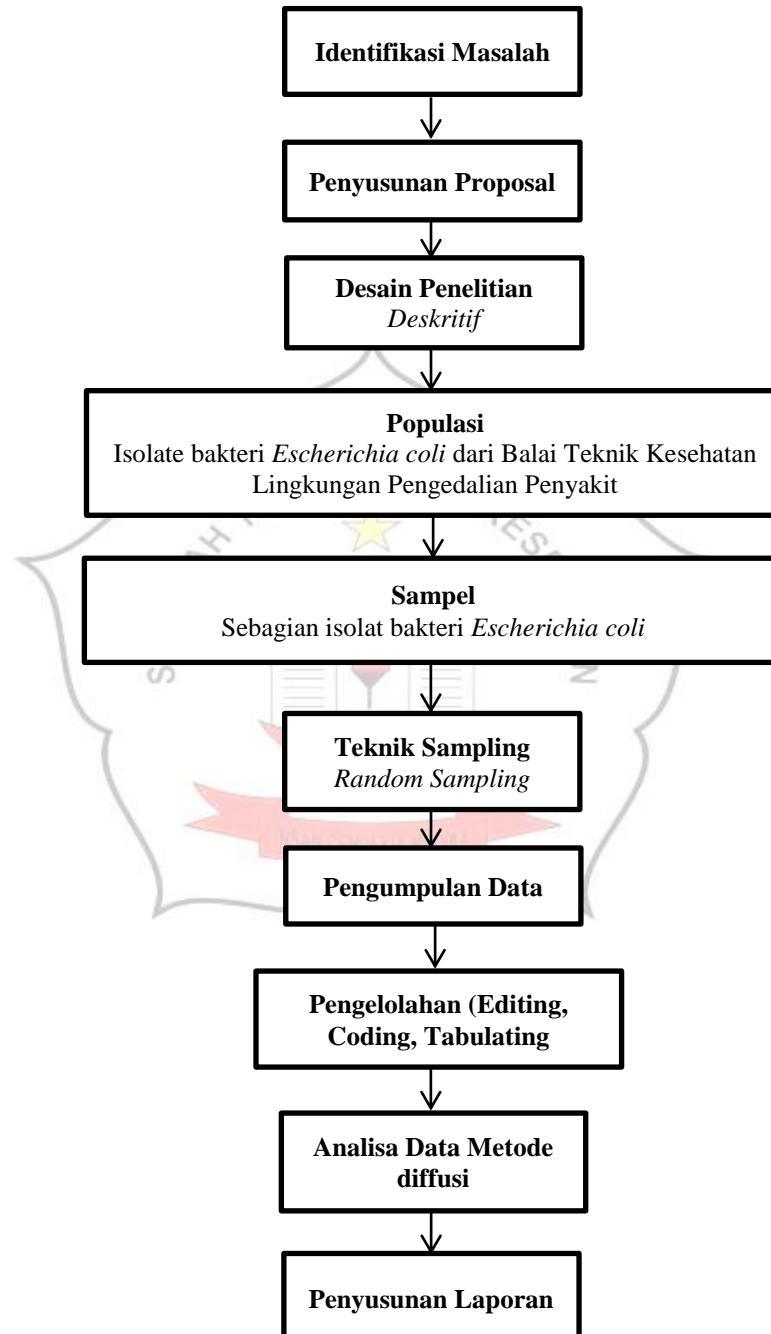 Identifikasi Masalah
Penyusunan Proposal
Desain Penelitian
Deskritif
Populasi
Isolate bakteri Escherichia coli dari Balai Teknik Kesehatan
Lingkungan Pengedalian Penyakit
Sampel
Sebagian isolat bakteri Escherichia coli
Teknik Sampling
Random Sampling
Pengumpulan Data
Pengelolahan (Editing,
Coding, Tabulating
Analisa Data Metode
diffusi
Penyusunan Laporan